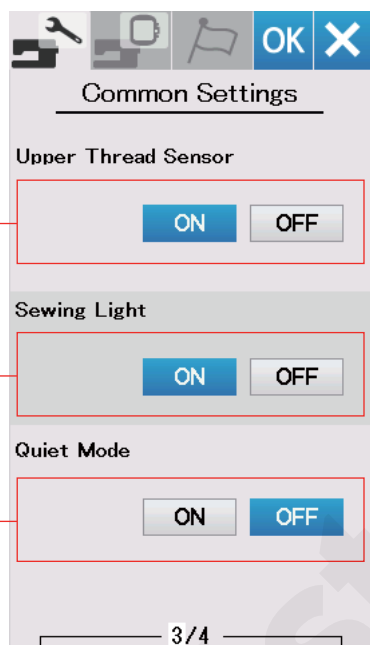 OK
Common Settings
Upper Thread Sensor
ON OFF
Sewing Light
ON OFF
Quiet Mode
ON OFF
3/4